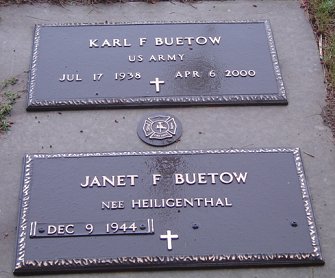 KARL F BUETOW
US ARMY
JUL 17 1938 APR 6 2000
JANET F BUETOW
NEE HEILIGENTHAL
DEC 9 1944